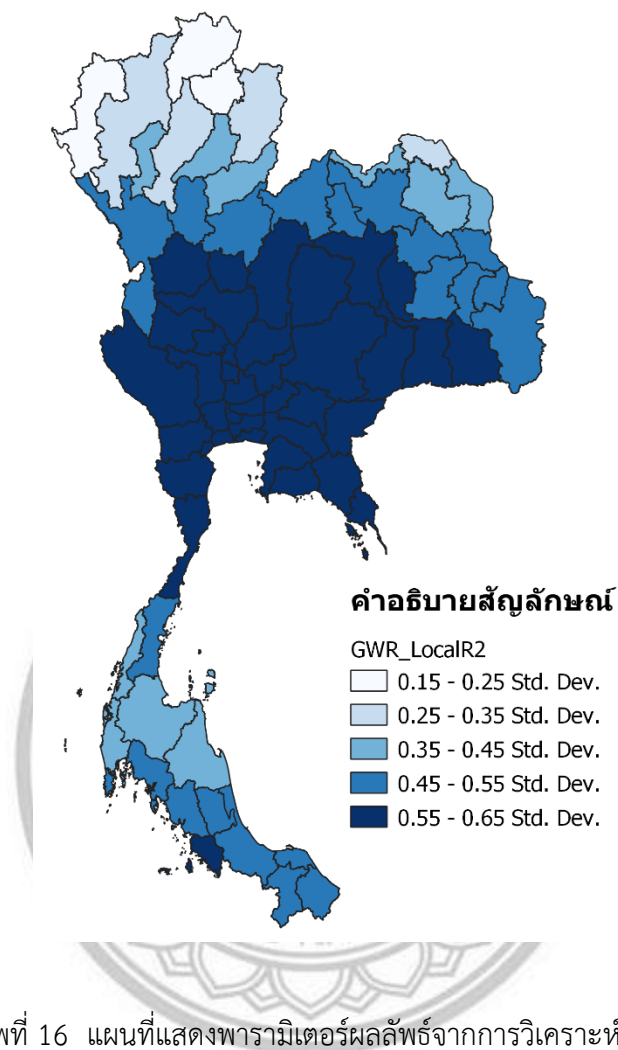 คำอธิบายสัญลักษณ์
GWR_LocalR2
0.15 - 0.25 Std. Dev.
0.25 - 0.35 Std. Dev.
0.35 - 0.45 Std. Dev.
0.45 - 0.55 Std. Dev.
0.55 - 0.65 Std. Dev.
พที่ 16 แผนที่แสดงพารามิเตอร์ผลลัพธ์จากการวิเคราะห์